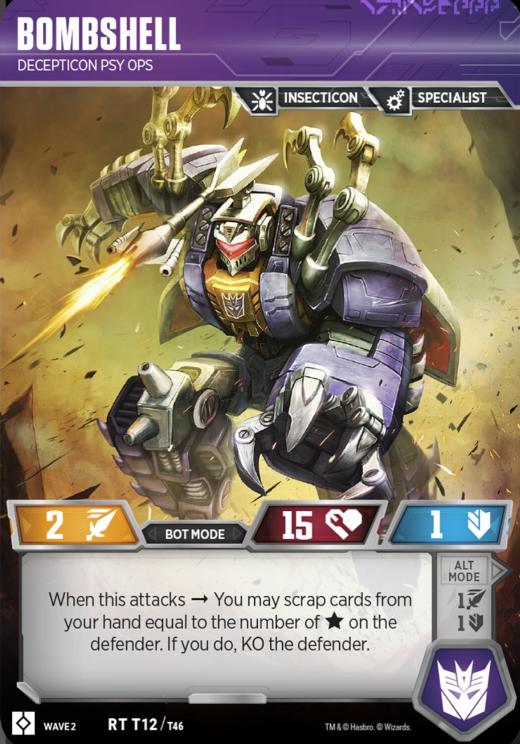 BOMBSHELL
DECEPTICON PSY OPS
INSECTICON
SPECIALIST
2
BOT MODE
15
1
When this attacks → You may scrap cards from
your hand equal to the number of ★ on the
defender. If you do, KO the defender.
ALT
MODE
1
1
WAVE 2
RT T12/T46
TM & © Hasbro. © Wizards.